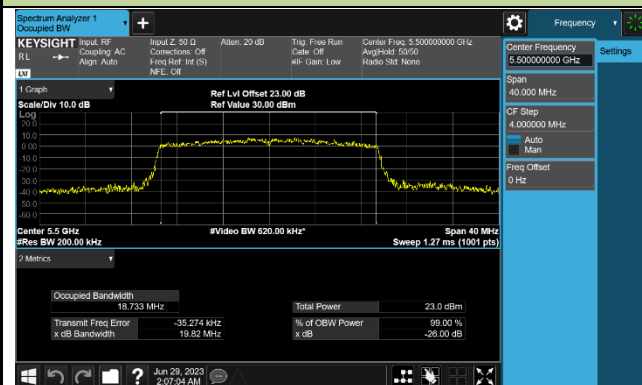 Spectrum Analyzer 1
Occupied BW
Frequency
KEYSIGHT
RL
Input: RF
Coupling: AC
Align: Auto
Input Z: 50 Ω
Corrections: Off
Freq Ref: Int (S)
NFE: Off
Atten: 20 dB
Trig: Free Run
Gate: Off
#IF Gain: Low
Center Freq: 5.500000000 GHz
Avg|Hold: 50/50
Radio Std: None
LXI
Center Frequency
5.500000000 GHz
Settings
Span
40.000 MHz
CF Step
4.000000 MHz
Auto
Man
Freq Offset
0 Hz
1 Graph
Scale/Div 10.0 dB
Ref Lvl Offset 23.00 dB
Ref Value 30.00 dBm
Log
20.0
10.0
0.00
-10.0
-20.0
-30.0
-40.0
-50.0
-60.0
Center 5.5 GHz
#Res BW 200.00 kHz
#Video BW 620.00 kHz*
Span 40 MHz
Sweep 1.27 ms (1001 pts)
2 Metrics
Occupied Bandwidth
18.733 MHz
Total Power 23.0 dBm
Transmit Freq Error -35.274 kHz
% of OBW Power 99.00 %
x dB Bandwidth 19.82 MHz
x dB -26.00 dB
Jun 29, 2023
2:07:04 AM